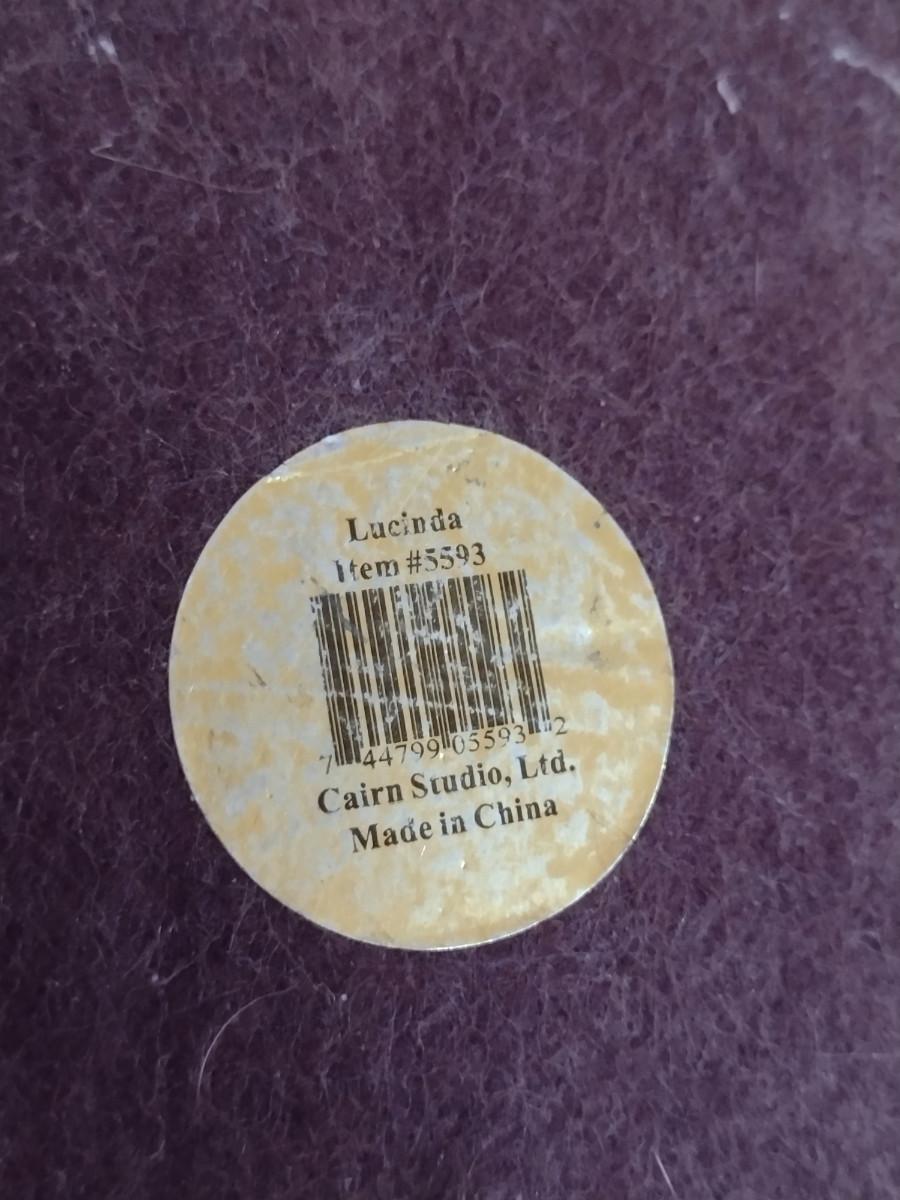 Lucinda
Item #5593
7 44799 05593 2
Cairn Studio, Ltd.
Made in China